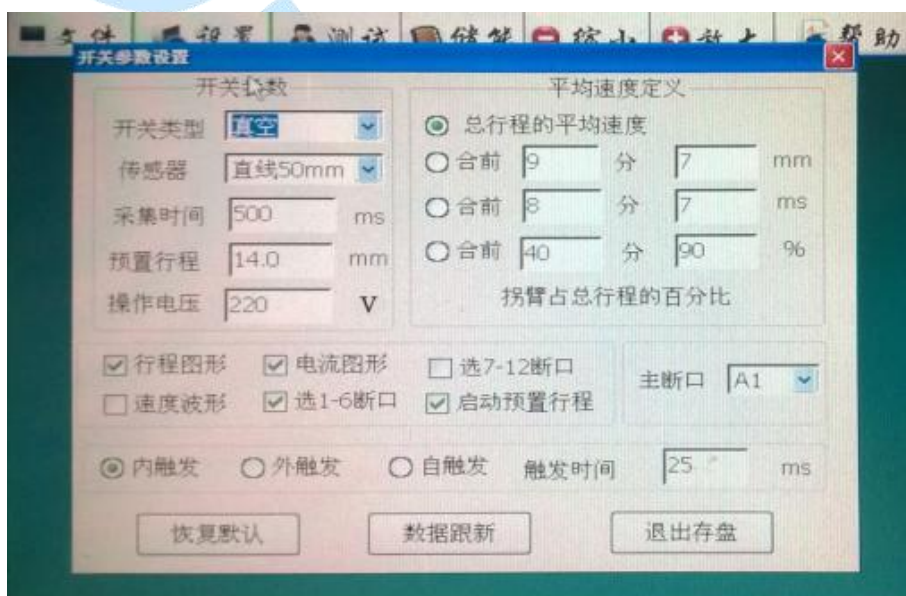 文件 设置 测试 储能 缩小 放大 帮助
开关参数设置
开关参数
开关类型 真空
传感器 直线50mm
采集时间 500 ms
预置行程 14.0 mm
操作电压 220 V
平均速度定义
总行程的平均速度
合前 9 分 7 mm
合前 8 分 7 ms
合前 40 分 90 %
拐臂占总行程的百分比
行程图形 电流图形 选7-12断口
速度波形 选1-6断口 启动预置行程
主断口 A1
内触发 外触发 自触发 触发时间 25 ms
恢复默认 数据跟新 退出存盘